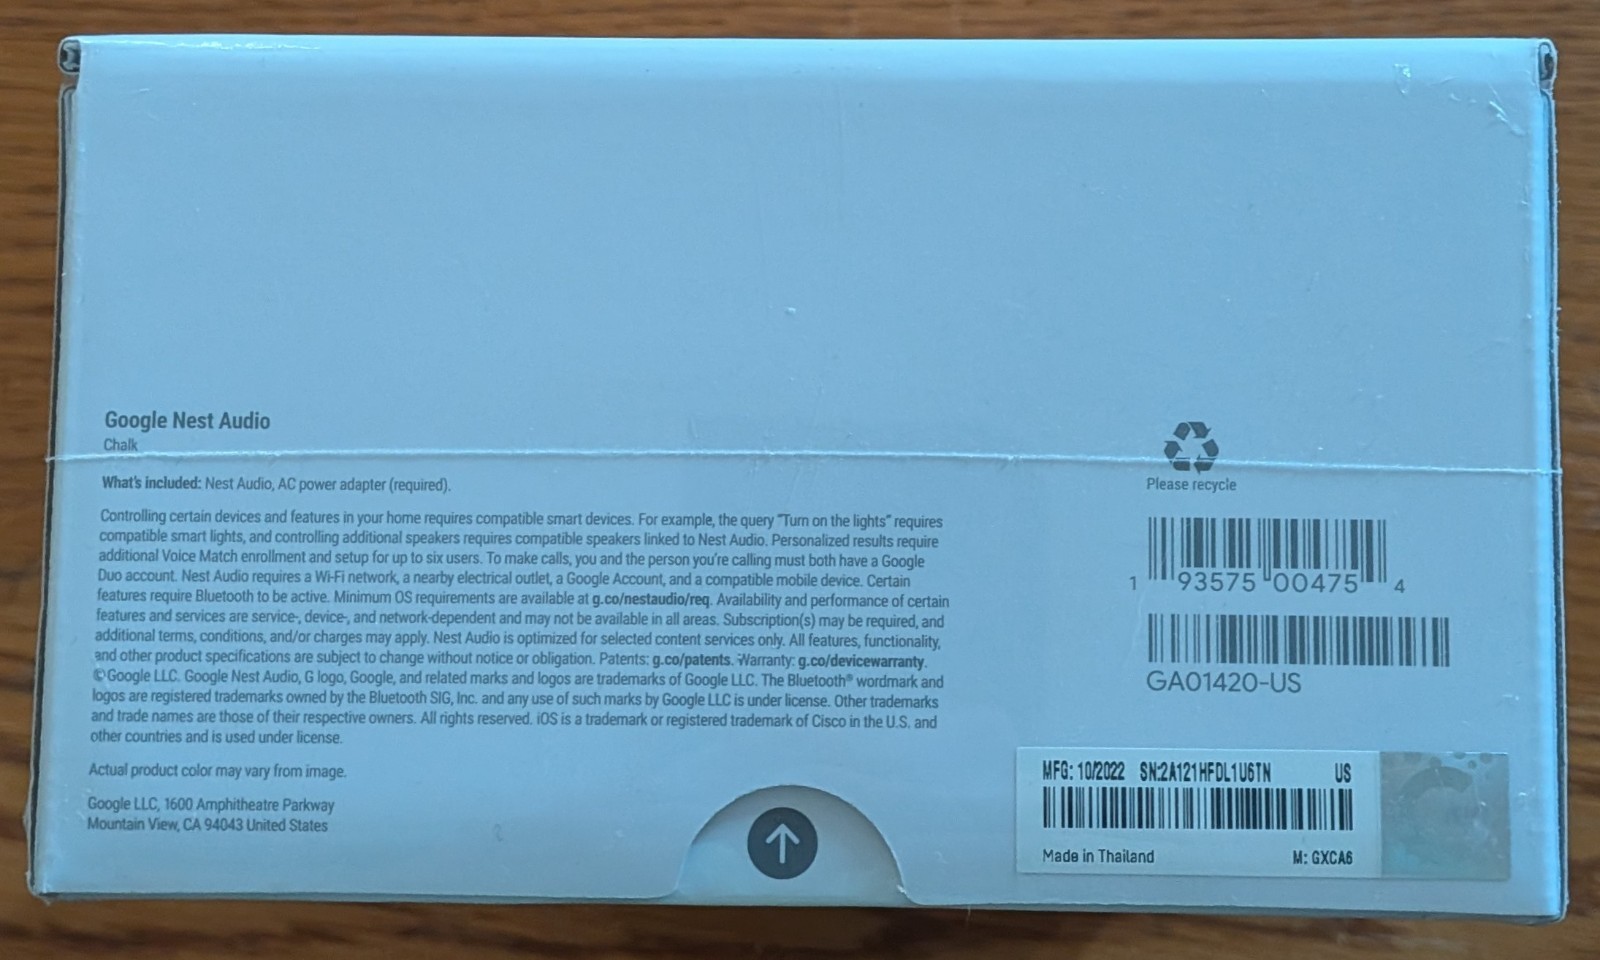 Google Nest Audio
Chalk
What's included: Nest Audio, AC power adapter (required).
Controlling certain devices and features in your home requires compatible smart devices. For example, the query "Turn on the lights" requires
compatible smart lights, and controlling additional speakers requires compatible speakers linked to Nest Audio. Personalized results require
additional Voice Match enrollment and setup for up to six users. To make calls, you and the person you're calling must both have a Google
Duo account. Nest Audio requires a Wi-Fi network, a nearby electrical outlet, a Google Account, and a compatible mobile device. Certain
features require Bluetooth to be active. Minimum OS requirements are available at g.co/nestaudio/req. Availability and performance of certain
features and services are service-, device-, and network-dependent and may not be available in all areas. Subscription(s) may be required, and
additional terms, conditions, and/or charges may apply. Nest Audio is optimized for selected content services only. All features, functionality,
and other product specifications are subject to change without notice or obligation. Patents: g.co/patents. Warranty: g.co/devicewarranty.
©Google LLC. Google Nest Audio, G logo, Google, and related marks and logos are trademarks of Google LLC. The Bluetooth® wordmark and
logos are registered trademarks owned by the Bluetooth SIG, Inc. and any use of such marks by Google LLC is under license. Other trademarks
and trade names are those of their respective owners. All rights reserved. iOS is a trademark or registered trademark of Cisco in the U.S. and
other countries and is used under license.
Actual product color may vary from image.
Google LLC, 1600 Amphitheatre Parkway
Mountain View, CA 94043 United States
Please recycle
1 93575 00475 4
GA01420-US
MFG: 10/2022 SN:2A121HFDL1U6TN US
Made in Thailand M: GXCA6